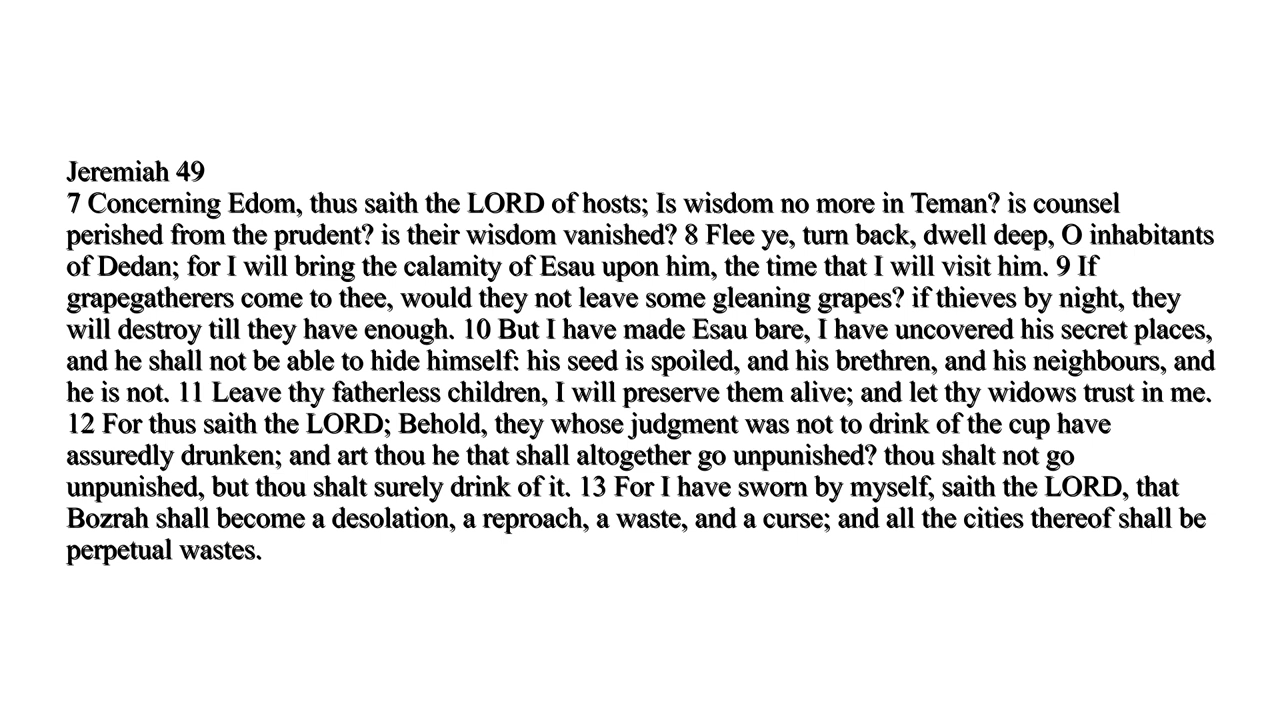 Jeremiah 49
7 Concerning Edom, thus saith the LORD of hosts; Is wisdom no more in Teman? is counsel
perished from the prudent? is their wisdom vanished? 8 Flee ye, turn back, dwell deep, O inhabitants
of Dedan; for I will bring the calamity of Esau upon him, the time that I will visit him. 9 If
grapegatherers come to thee, would they not leave some gleaning grapes? if thieves by night, they
will destroy till they have enough. 10 But I have made Esau bare, I have uncovered his secret places,
and he shall not be able to hide himself: his seed is spoiled, and his brethren, and his neighbours, and
he is not. 11 Leave thy fatherless children, I will preserve them alive; and let thy widows trust in me.
12 For thus saith the LORD; Behold, they whose judgment was not to drink of the cup have
assuredly drunken; and art thou he that shall altogether go unpunished? thou shalt not go
unpunished, but thou shalt surely drink of it. 13 For I have sworn by myself, saith the LORD, that
Bozrah shall become a desolation, a reproach, a waste, and a curse; and all the cities thereof shall be
perpetual wastes.